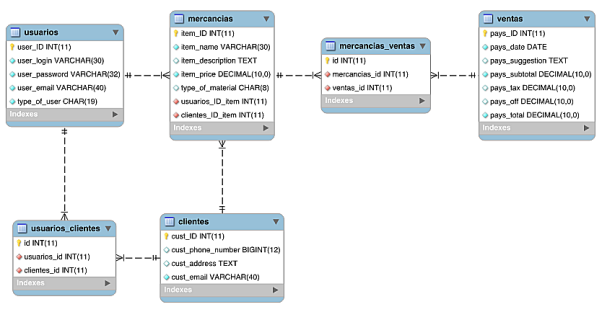 usuarios
user_ID INT(11)
user_login VARCHAR(30)
user_password VARCHAR(32)
user_email VARCHAR(40)
type_of_user CHAR(19)
Indexes
mercancias
item_ID INT(11)
item_name VARCHAR(30)
item_description TEXT
item_price DECIMAL(10,0)
type_of_material CHAR(8)
usuarios_ID_item INT(11)
clientes_ID_item INT(11)
Indexes
mercancias_ventas
id INT(11)
mercancias_id INT(11)
ventas_id INT(11)
Indexes
ventas
pays_ID INT(11)
pays_date DATE
pays_suggestion TEXT
pays_subtotal DECIMAL(10,0)
pays_tax DECIMAL(10,0)
pays_off DECIMAL(10,0)
pays_total DECIMAL(10,0)
Indexes
usuarios_clientes
id INT(11)
usuarios_id INT(11)
clientes_id INT(11)
Indexes
clientes
cust_ID INT(11)
cust_phone_number BIGINT(12)
cust_address TEXT
cust_email VARCHAR(40)
Indexes